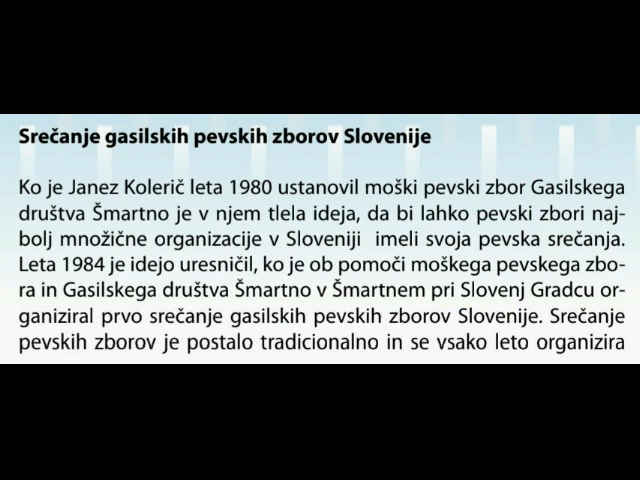 Srečanje gasilskih pevskih zborov Slovenije
Ko je Janez Kolerič leta 1980 ustanovil moški pevski zbor Gasilskega
društva Šmartno je v njem tlela ideja, da bi lahko pevski zbori naj-
bolj množične organizacije v Sloveniji  imeli svoja pevska srečanja.
Leta 1984 je idejo uresničil, ko je ob pomoči moškega pevskega zbo-
ra in Gasilskega društva Šmartno v Šmartnem pri Slovenj Gradcu or-
ganiziral prvo srečanje gasilskih pevskih zborov Slovenije. Srečanje
pevskih zborov je postalo tradicionalno in se vsako leto organizira